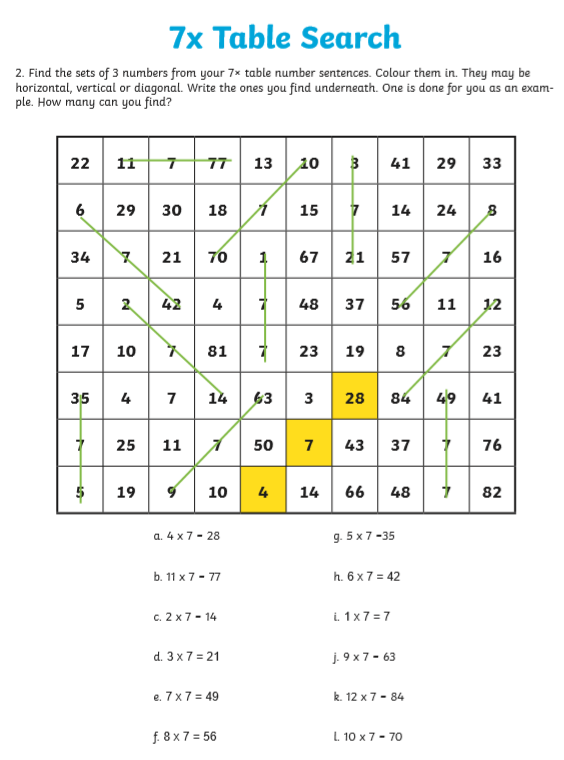 7x Table Search
2. Find the sets of 3 numbers from your 7× table number sentences. Colour them in. They may be
horizontal, vertical or diagonal. Write the ones you find underneath. One is done for you as an exam-
ple. How many can you find?
22 11 7 77 13 10 3 41 29 33
6 29 30 18 7 15 7 14 24 8
34 7 21 70 1 67 21 57 7 16
5 2 42 4 7 48 37 56 11 12
17 10 7 81 7 23 19 8 7 23
35 4 7 14 63 3 28 84 49 41
7 25 11 7 50 7 43 37 7 76
5 19 9 10 4 14 66 48 7 82
a. 4 x 7 - 28
g. 5 x 7 -35
b. 11 x 7 - 77
h. 6 x 7 = 42
c. 2 x 7 - 14
i. 1 x 7 = 7
d. 3 x 7 = 21
j. 9 x 7 - 63
e. 7 x 7 = 49
k. 12 x 7 - 84
f. 8 x 7 = 56
l. 10 x 7 - 70